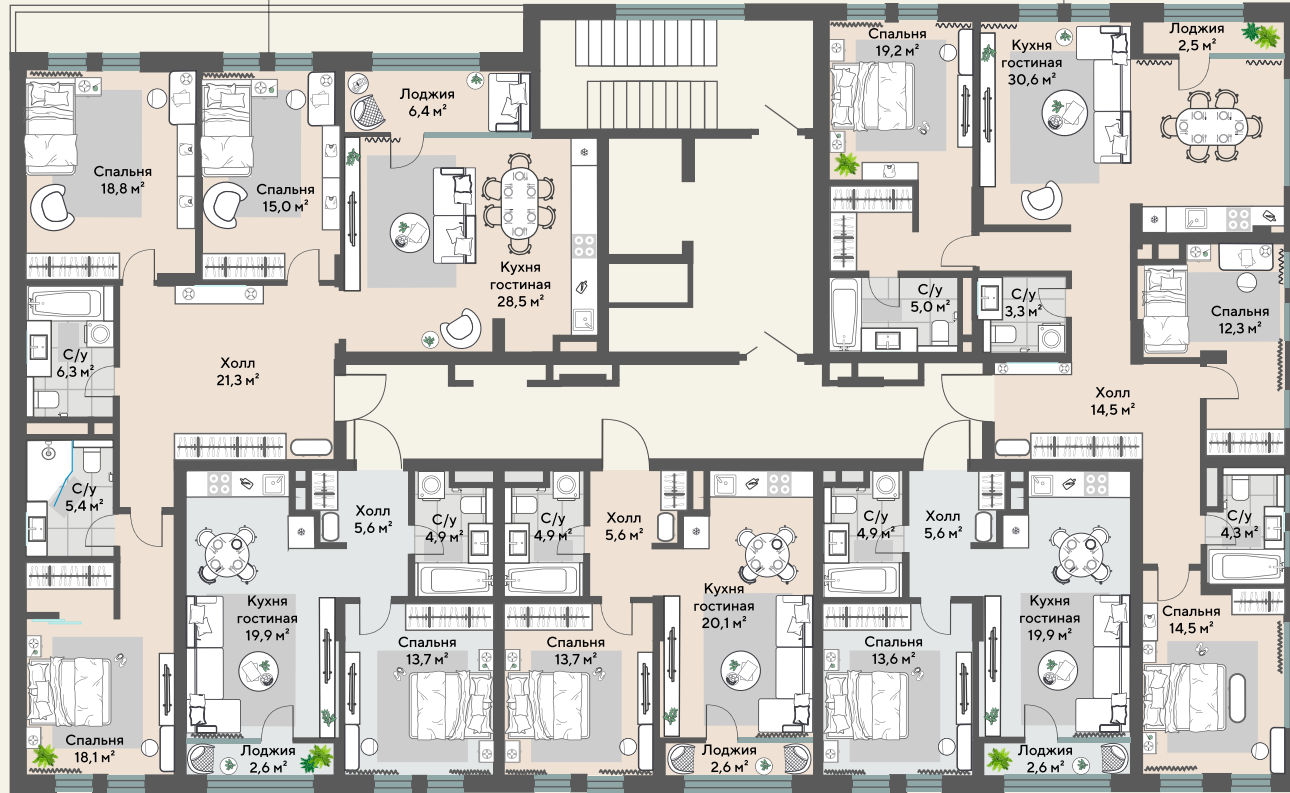 Спальня
19,2 м²
Кухня
гостиная
30,6 м²
Лоджия
2,5 м²
Лоджия
6,4 м²
Спальня
18,8 м²
Спальня
15,0 м²
Кухня
гостиная
28,5 м²
С/у
5,0 м²
С/у
3,3 м²
Спальня
12,3 м²
С/у
6,3 м²
Холл
21,3 м²
Холл
14,5 м²
С/у
5,4 м²
Холл
5,6 м²
С/у
4,9 м²
С/у
4,9 м²
Холл
5,6 м²
С/у
4,9 м²
Холл
5,6 м²
С/у
4,3 м²
Кухня
гостиная
19,9 м²
Спальня
13,7 м²
Спальня
13,7 м²
Кухня
гостиная
20,1 м²
Спальня
13,6 м²
Кухня
гостиная
19,9 м²
Спальня
14,5 м²
Спальня
18,1 м²
Лоджия
2,6 м²
Лоджия
2,6 м²
Лоджия
2,6 м²